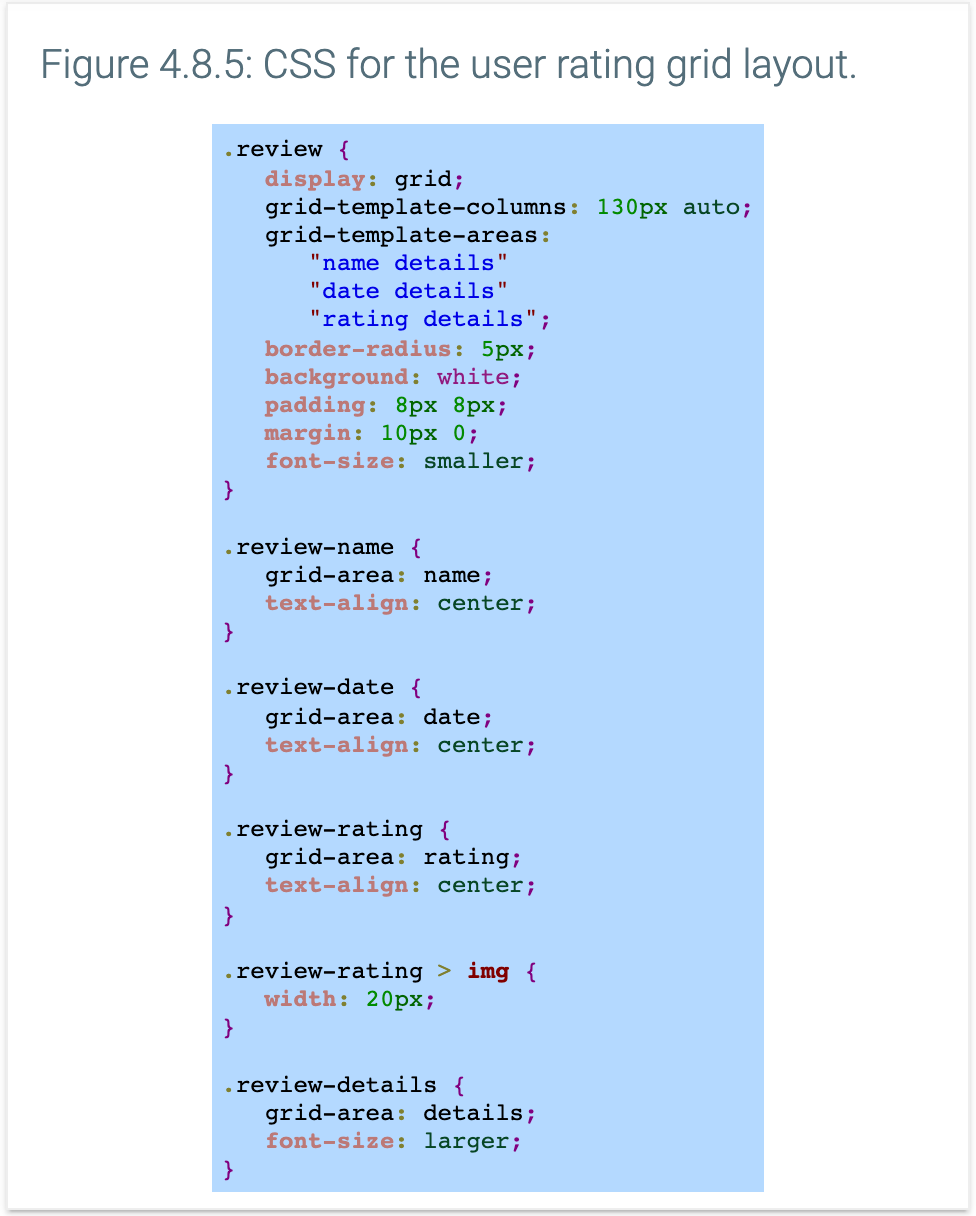 Figure 4.8.5: CSS for the user rating grid layout.
.review {
   display: grid;
   grid-template-columns: 130px auto;
   grid-template-areas:
      "name details"
      "date details"
      "rating details";
   border-radius: 5px;
   background: white;
   padding: 8px 8px;
   margin: 10px 0;
   font-size: smaller;
}

.review-name {
   grid-area: name;
   text-align: center;
}

.review-date {
   grid-area: date;
   text-align: center;
}

.review-rating {
   grid-area: rating;
   text-align: center;
}

.review-rating > img {
   width: 20px;
}

.review-details {
   grid-area: details;
   font-size: larger;
}